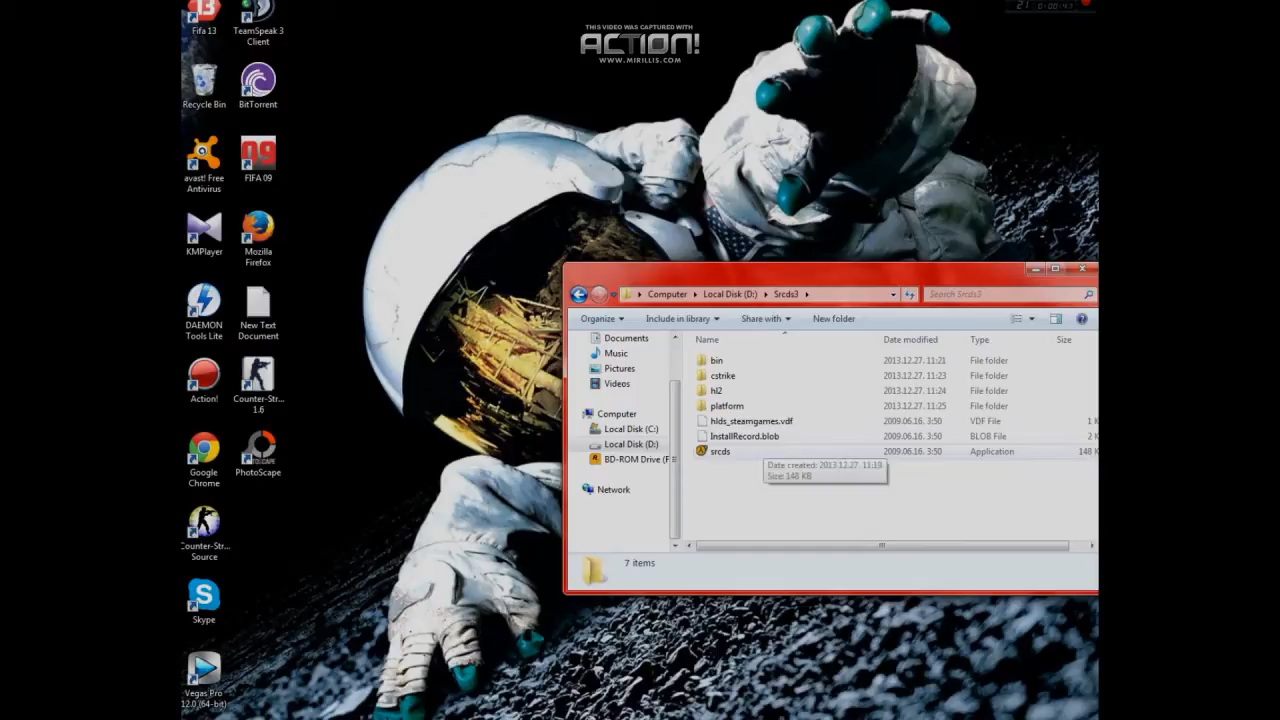 THIS VIDEO WAS CAPTURED WITH
ACTION!
WWW.MIRILLIS.COM
Fifa 13
TeamSpeak 3
Client
Recycle Bin
BitTorrent
avast! Free
Antivirus
FIFA 09
KMPlayer
Mozilla
Firefox
DAEMON
Tools Lite
New Text
Document
Action!
Counter-Str...
1.6
Google
Chrome
PhotoScape
Counter-Str...
Source
Skype
Vegas Pro
12.0 (64-bit)
Computer
Local Disk (D:)
Srcds3
Search Srcds3
Organize
Include in library
Share with
New folder
Documents
Music
Pictures
Videos
Computer
Local Disk (C:)
Local Disk (D:)
BD-ROM Drive (F
Network
Name Date modified Type Size
bin 2013.12.27. 11:21 File folder
cstrike 2013.12.27. 11:23 File folder
hl2 2013.12.27. 11:24 File folder
platform 2013.12.27. 11:25 File folder
hlds_steamgames.vdf 2009.06.16. 3:50 VDF File 1 K
InstallRecord.blob 2009.06.16. 3:50 BLOB File 2 K
srcds 2009.06.16. 3:50 Application 148 K
Date created: 2013.12.27. 11:19
Size: 148 KB
7 items